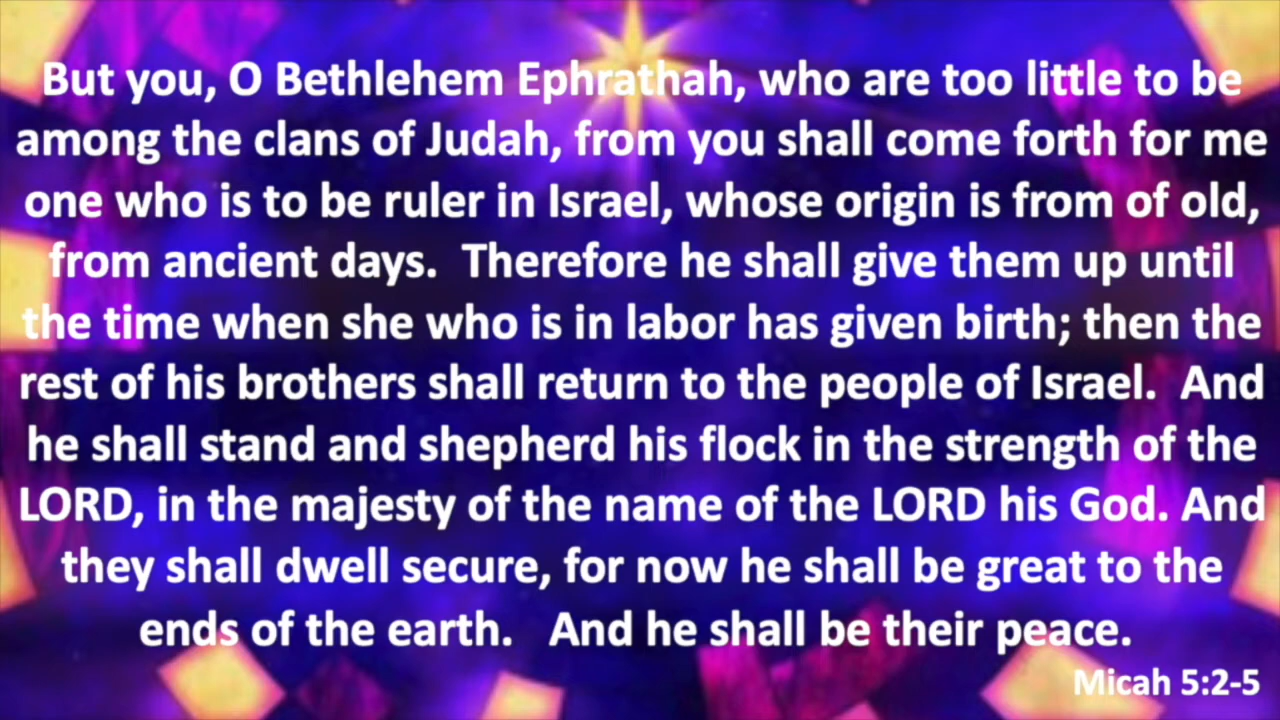 But you, O Bethlehem Ephrathah, who are too little to be
among the clans of Judah, from you shall come forth for me
one who is to be ruler in Israel, whose origin is from of old,
from ancient days.  Therefore he shall give them up until
the time when she who is in labor has given birth; then the
rest of his brothers shall return to the people of Israel.  And
he shall stand and shepherd his flock in the strength of the
LORD, in the majesty of the name of the LORD his God. And
they shall dwell secure, for now he shall be great to the
ends of the earth.   And he shall be their peace.
Micah 5:2-5